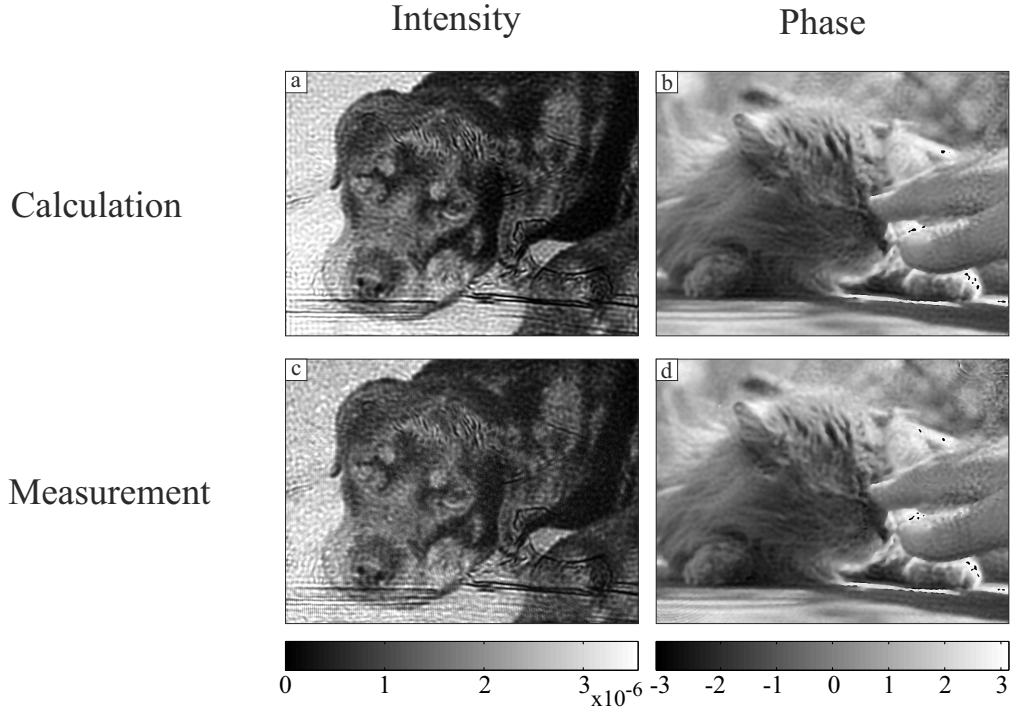 Intensity
Phase
a
b
Calculation
c
d
Measurement
0 1 2 3
x10-6
-3 -2 -1 0 1 2 3